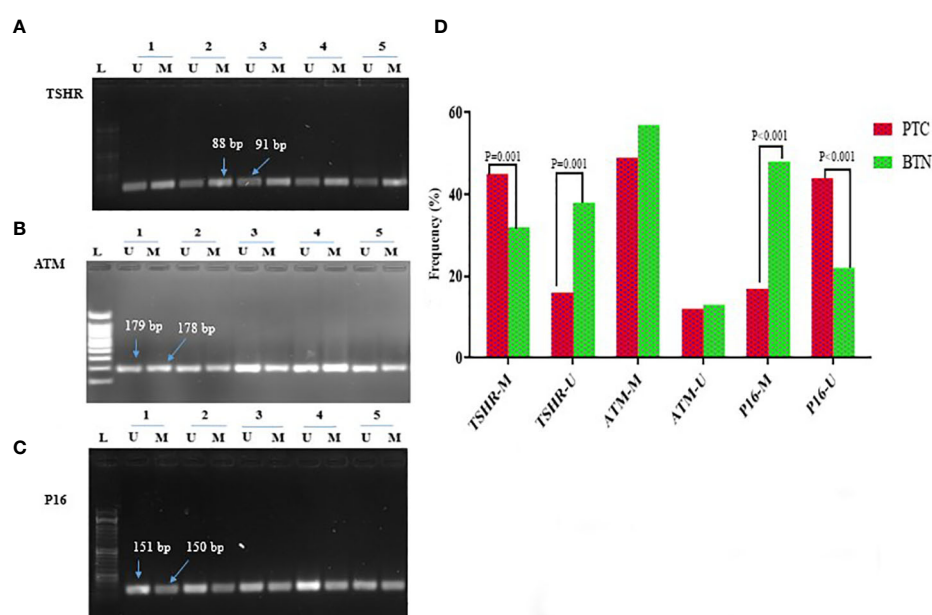 A
1 2 3 4 5
L U M U M U M U M U M
TSHR
88 bp 91 bp
B
1 2 3 4 5
L U M U M U M U M U M
ATM
179 bp 178 bp
C
1 2 3 4 5
L U M U M U M U M U M
P16
151 bp 150 bp
D
Frequency (%)
60
40
20
0
P=0.001
P=0.001
P<0.001
P<0.001
PTC
BTN
TSHR-M
TSHR-U
ATM-M
ATM-U
P16-M
P16-U